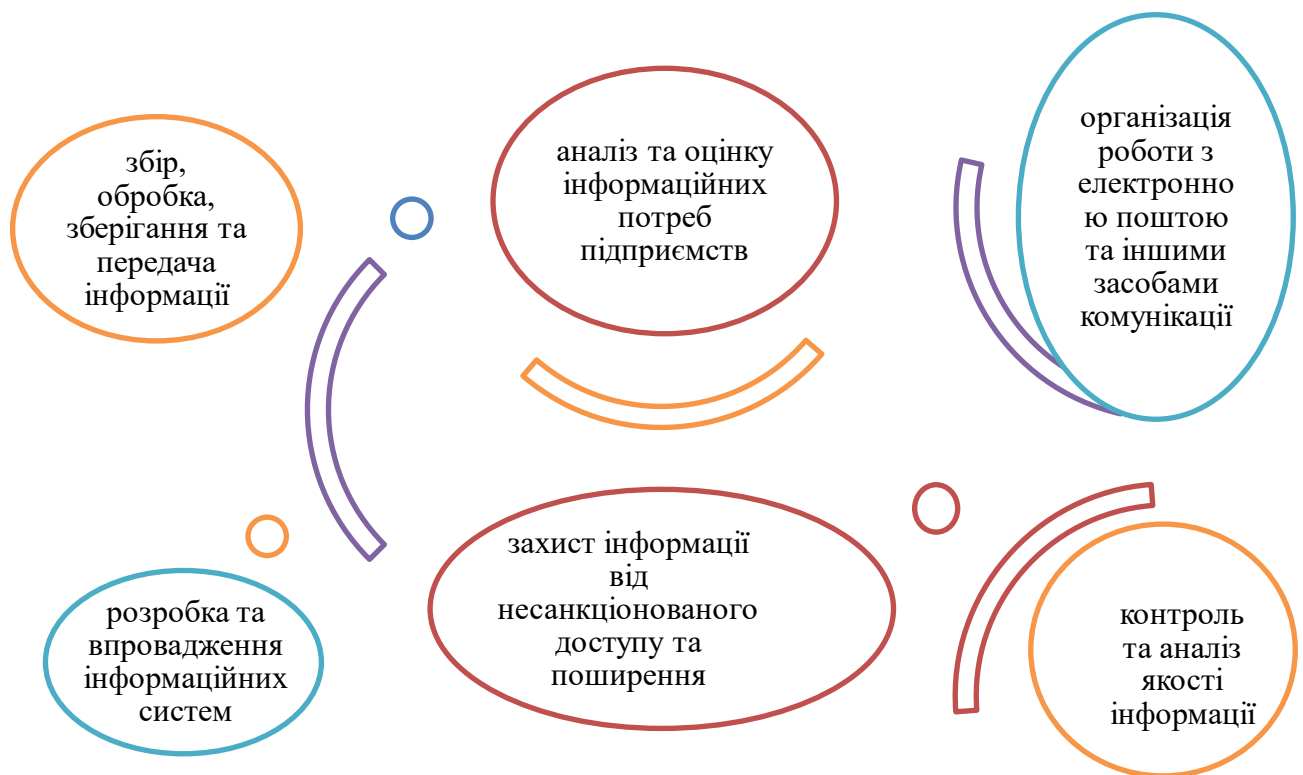 збір,
обробка,
зберігання та
передача
інформації
аналіз та оцінку
інформаційних
потреб
підприємств
організація
роботи з
електронно
ю поштою
та іншими
засобами
комунікації
розробка та
впровадження
інформаційних
систем
захист інформації
від
несанкціонованого
доступу та
поширення
контроль
та аналіз
якості
інформації